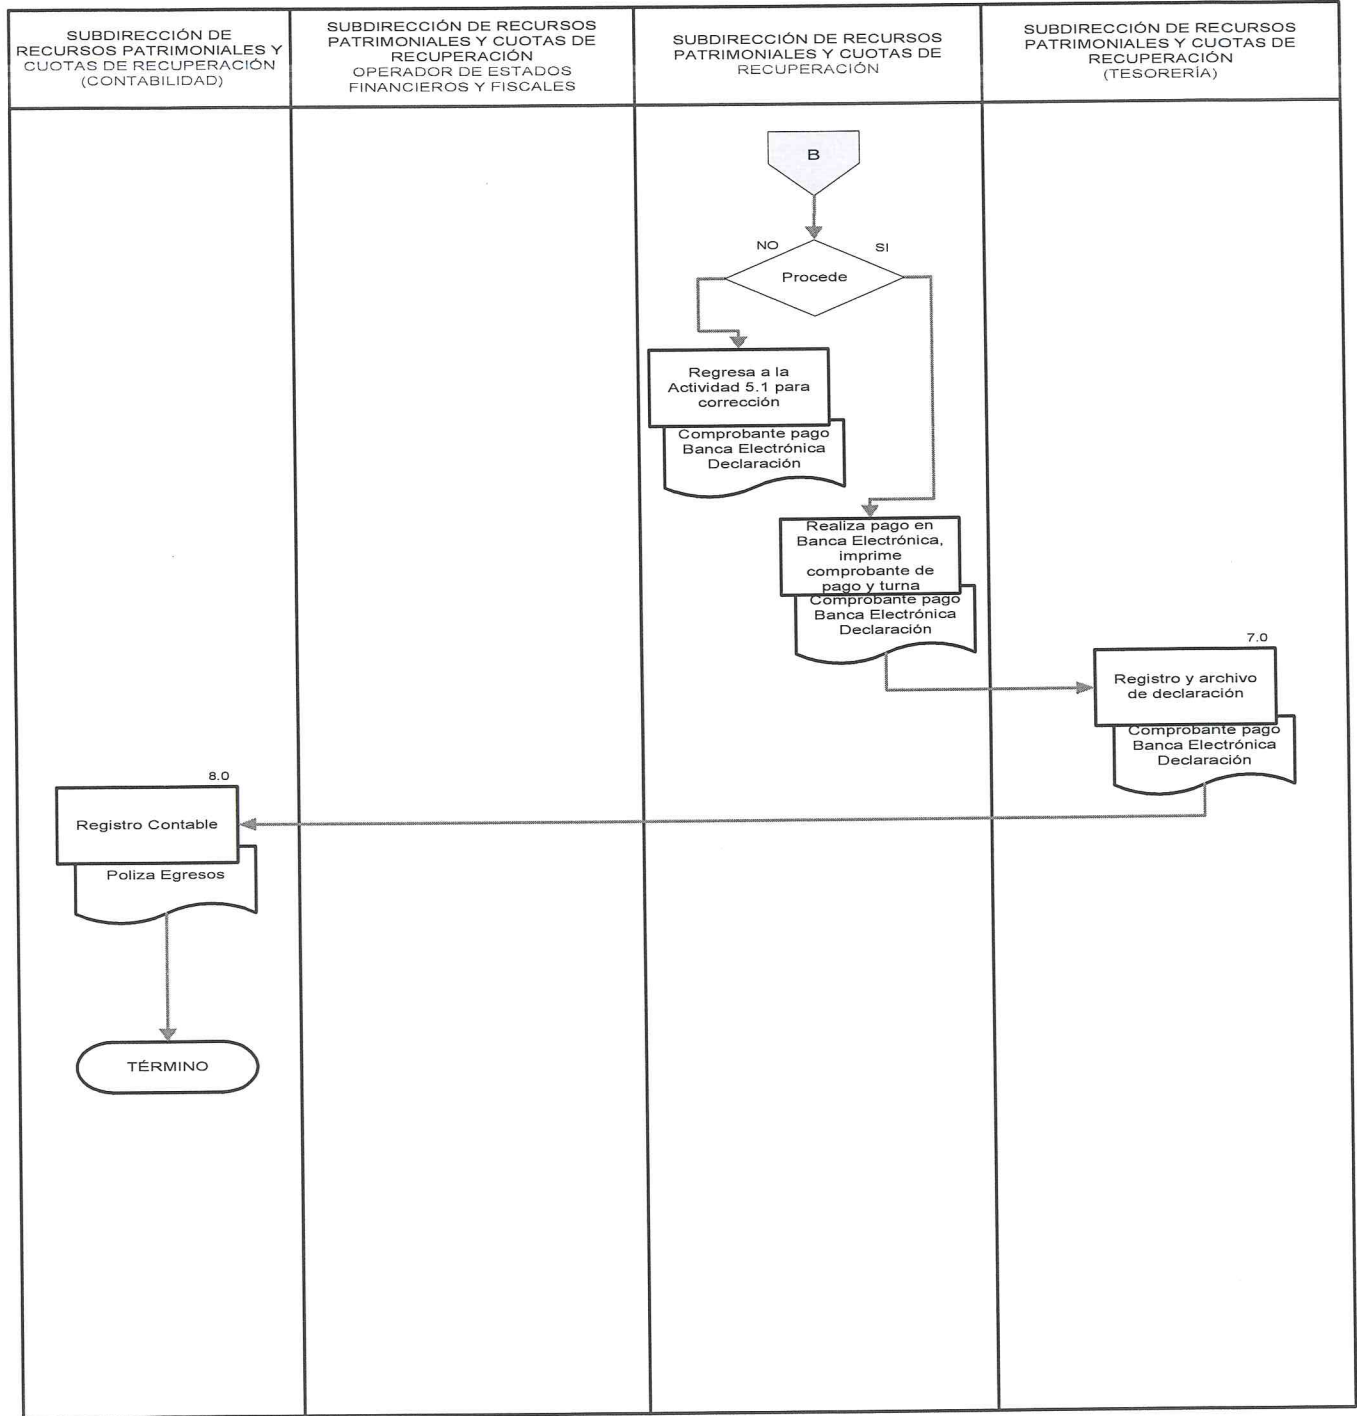 SUBDIRECCIÓN DE
RECURSOS PATRIMONIALES Y
CUOTAS DE RECUPERACIÓN
(CONTABILIDAD)
SUBDIRECCIÓN DE RECURSOS
PATRIMONIALES Y CUOTAS DE
RECUPERACIÓN
OPERADOR DE ESTADOS
FINANCIEROS Y FISCALES
SUBDIRECCIÓN DE RECURSOS
PATRIMONIALES Y CUOTAS DE
RECUPERACIÓN
SUBDIRECCIÓN DE RECURSOS
PATRIMONIALES Y CUOTAS DE
RECUPERACIÓN
(TESORERÍA)
B
NO
SI
Procede
Regresa a la
Actividad 5.1 para
corrección
Comprobante pago
Banca Electrónica
Declaración
Realiza pago en
Banca Electrónica,
imprime
comprobante de
pago y turna
Comprobante pago
Banca Electrónica
Declaración
7.0
Registro y archivo
de declaración
Comprobante pago
Banca Electrónica
Declaración
8.0
Registro Contable
Poliza Egresos
TÉRMINO